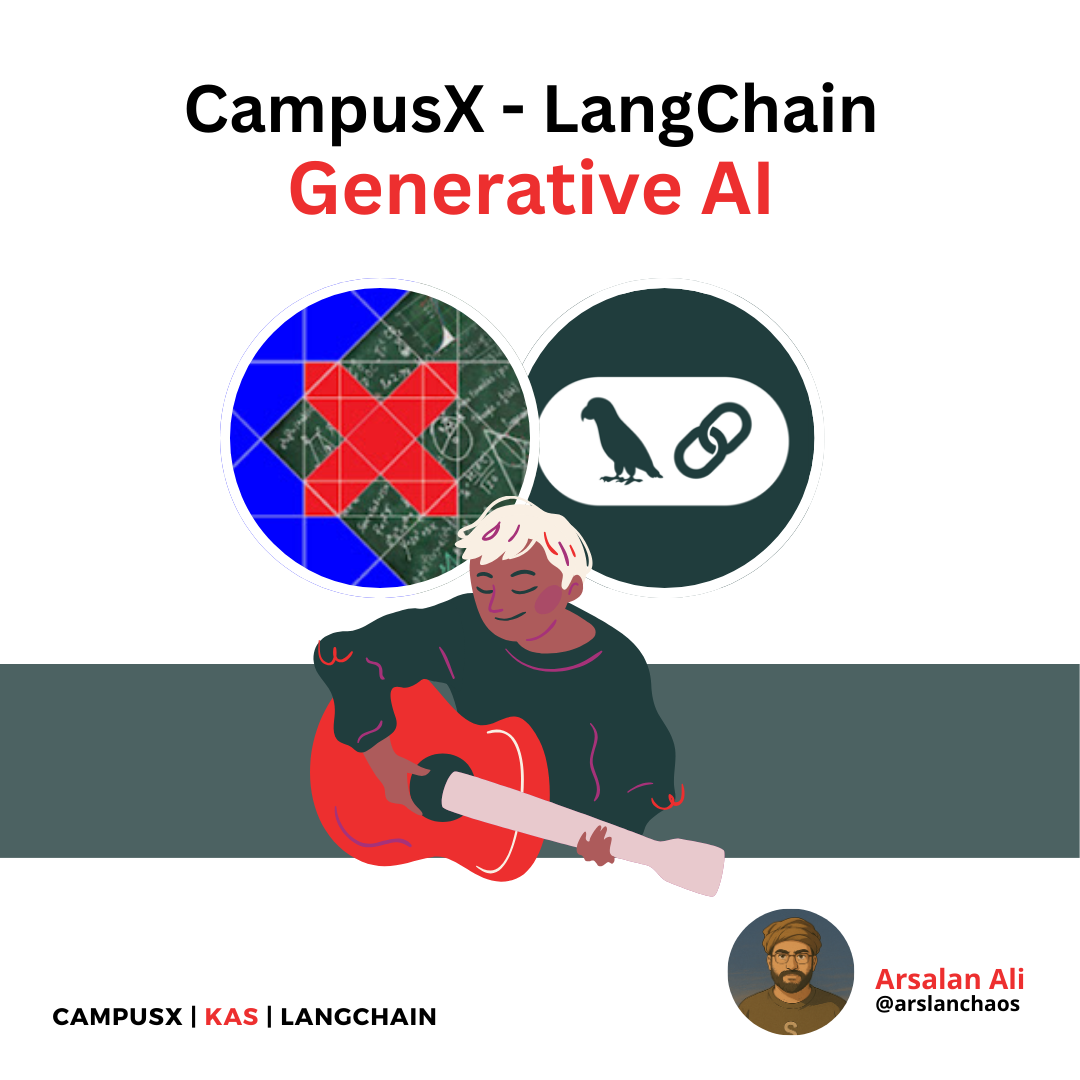 CampusX - LangChain
Generative AI
Arsalan Ali
@arslanchaos
CAMPUSX | KAS | LANGCHAIN
S